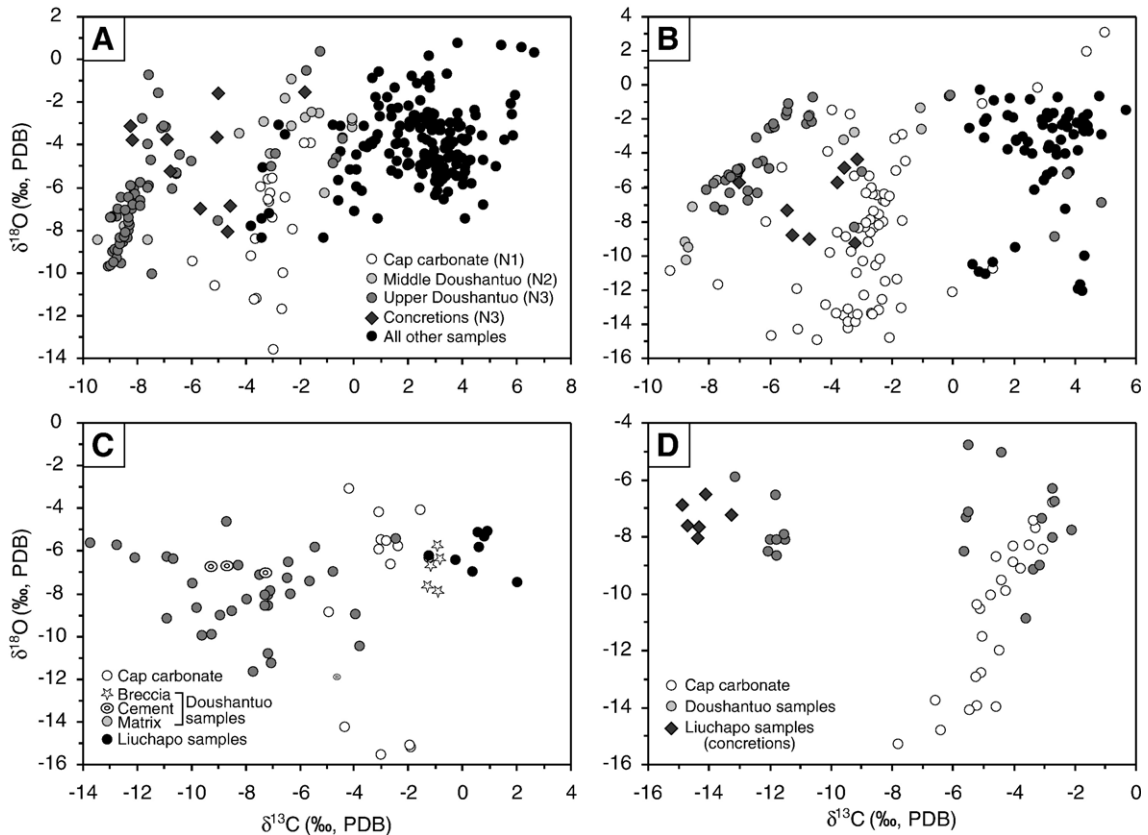 A
2
0
-2
-4
-6
-8
-10
-12
-14
δ18O (‰, PDB)
Cap carbonate (N1)
Middle Doushantuo (N2)
Upper Doushantuo (N3)
Concretions (N3)
All other samples
-10 -8 -6 -4 -2 0 2 4 6 8
B
4
2
0
-2
-4
-6
-8
-10
-12
-14
-16
-10 -8 -6 -4 -2 0 2 4 6
C
0
-2
-4
-6
-8
-10
-12
-14
-16
δ18O (‰, PDB)
Cap carbonate
Breccia
Cement
Matrix
Doushantuo
samples
Liuchapo samples
-14 -12 -10 -8 -6 -4 -2 0 2 4
δ13C (‰, PDB)
D
-4
-6
-8
-10
-12
-14
-16
Cap carbonate
Doushantuo samples
Liuchapo samples
(concretions)
-16 -14 -12 -10 -8 -6 -4 -2 0
δ13C (‰, PDB)